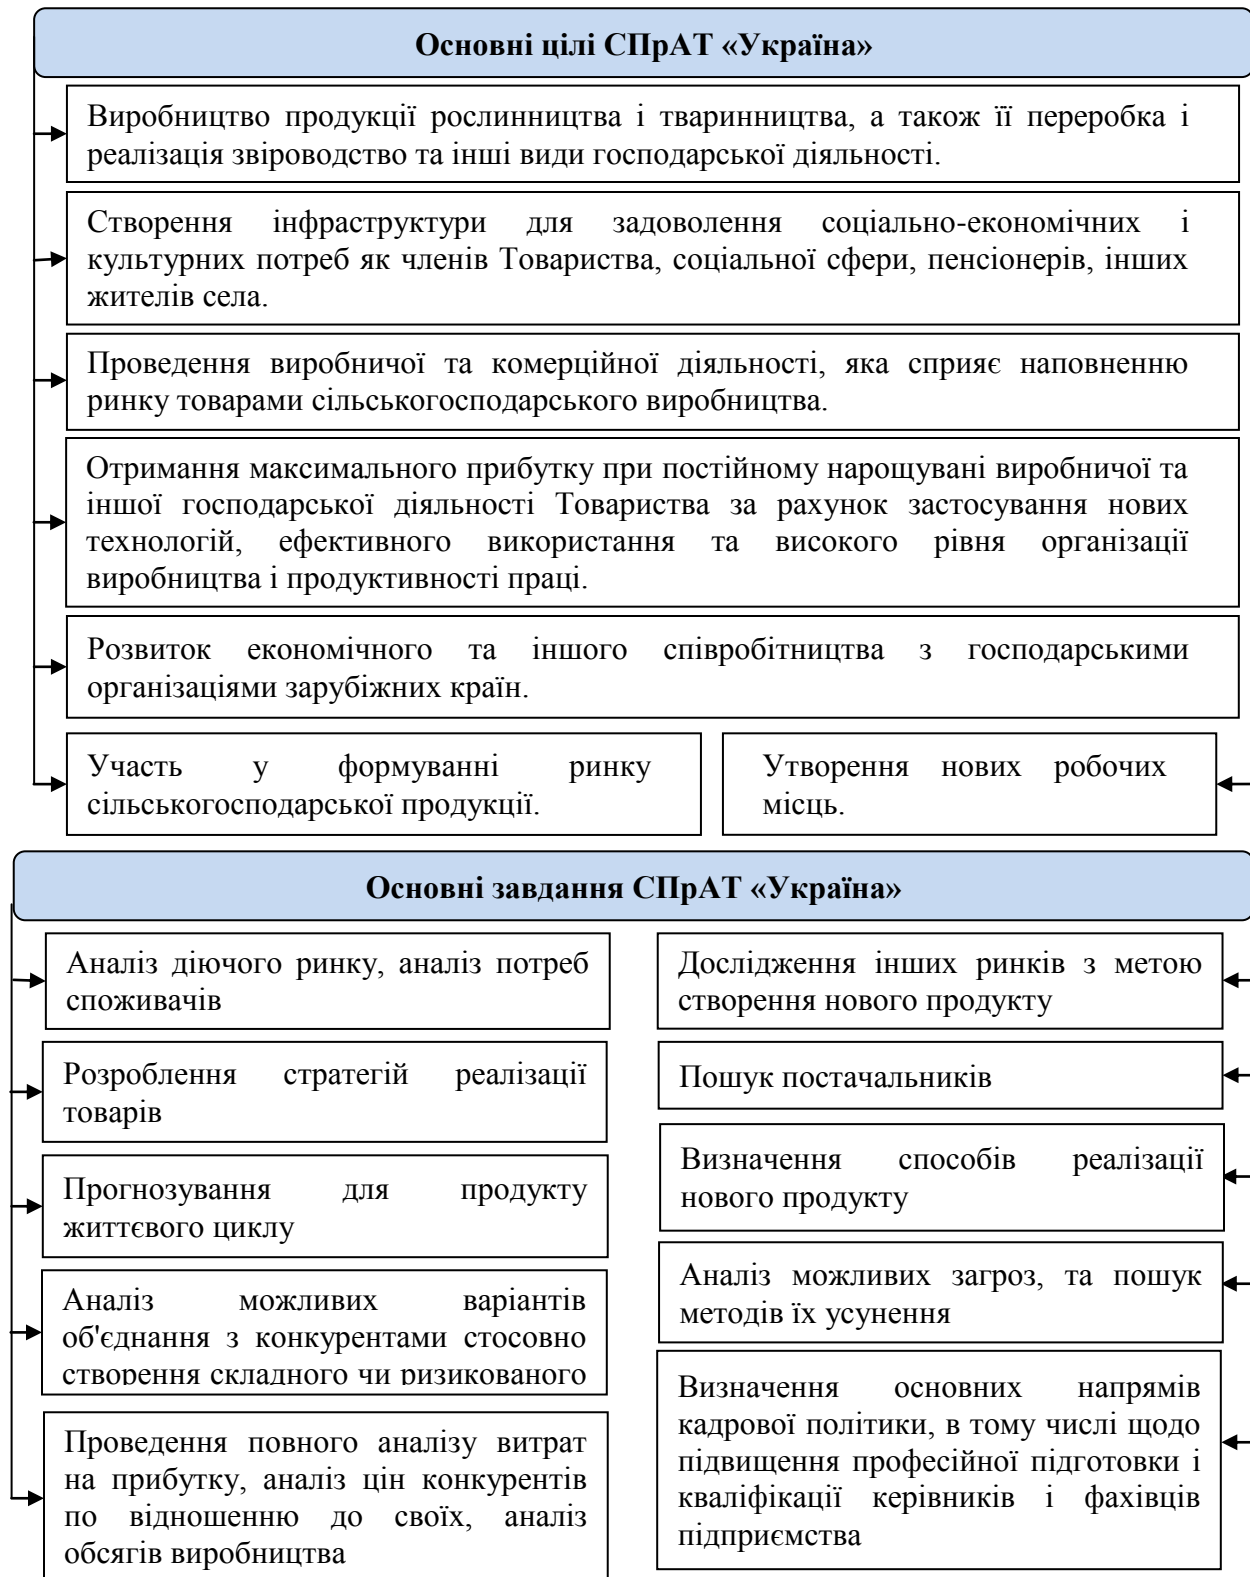 Основні цілі СПрАТ «Україна»
Виробництво продукції рослинництва і тваринництва, а також її переробка і
реалізація звіроводство та інші види господарської діяльності.
Створення інфраструктури для задоволення соціально-економічних і
культурних потреб як членів Товариства, соціальної сфери, пенсіонерів, інших
жителів села.
Проведення виробничої та комерційної діяльності, яка сприяє наповненню
ринку товарами сільськогосподарського виробництва.
Отримання максимального прибутку при постійному нарощувані виробничої та
іншої господарської діяльності Товариства за рахунок застосування нових
технологій, ефективного використання та високого рівня організації
виробництва і продуктивності праці.
Розвиток економічного та іншого співробітництва з господарськими
організаціями зарубіжних країн.
Участь у формуванні ринку
сільськогосподарської продукції.
Утворення нових робочих
місць.
Основні завдання СПрАТ «Україна»
Аналіз діючого ринку, аналіз потреб
споживачів
Розроблення стратегій реалізації
товарів
Прогнозування для продукту
життєвого циклу
Аналіз можливих варіантів
об'єднання з конкурентами стосовно
створення складного чи ризикованого
Проведення повного аналізу витрат
на прибутку, аналіз цін конкурентів
по відношенню до своїх, аналіз
обсягів виробництва
Дослідження інших ринків з метою
створення нового продукту
Пошук постачальників
Визначення способів реалізації
нового продукту
Аналіз можливих загроз, та пошук
методів їх усунення
Визначення основних напрямів
кадрової політики, в тому числі щодо
підвищення професійної підготовки і
кваліфікації керівників і фахівців
підприємства